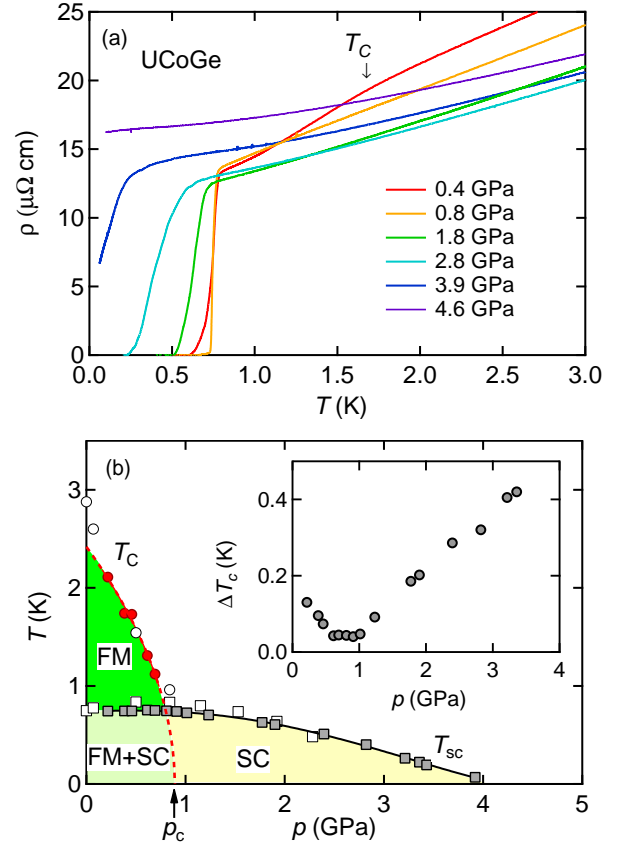 (a)
UCoGe
T_C
↓
ρ (μΩ cm)
25
20
15
10
5
0
0.4 GPa
0.8 GPa
1.8 GPa
2.8 GPa
3.9 GPa
4.6 GPa
0.0 0.5 1.0 1.5 2.0 2.5 3.0
T (K)
(b)
T (K)
3
2
1
0
T_C
FM
FM+SC
SC
T_sc
0 1 2 3 4 5
p_c
p (GPa)
ΔT_c (K)
0.4
0.2
0.0
0 1 2 3 4
p (GPa)